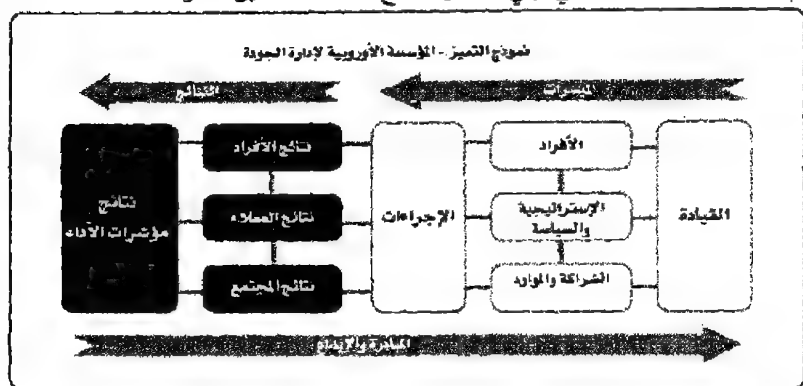 نموذج التميز - المؤسسة الأوروبية لإدارة الجودة
الميسرات
النتائج
القيادة
الأفراد
الإستراتيجية
والسياسة
الشراكة والموارد
الإجراءات
نتائج الأفراد
نتائج العملاء
نتائج المجتمع
نتائج
مؤشرات الأداء
المبادرة والإبداع